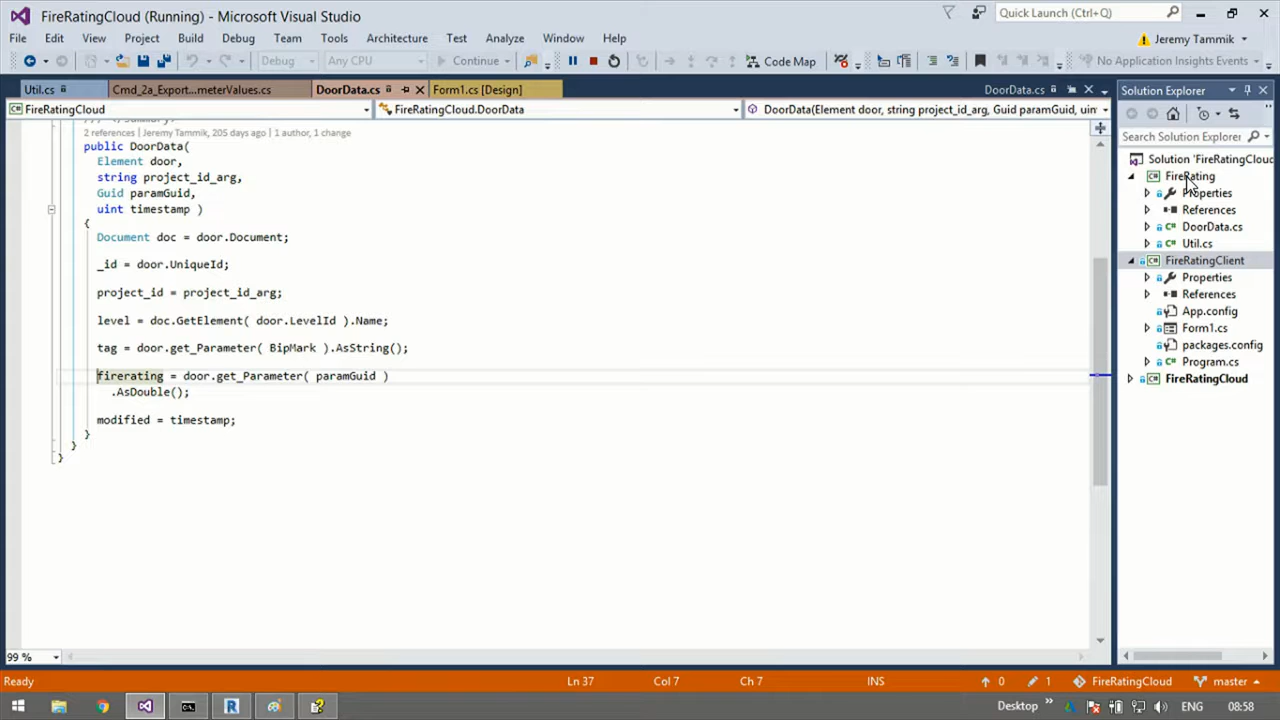 FireRatingCloud (Running) - Microsoft Visual Studio
Quick Launch (Ctrl+Q)
File Edit View Project Build Debug Team Tools Architecture Test Analyze Window Help
Jeremy Tammik
Debug Any CPU Continue Code Map No Application Insights Events
Util.cs Cmd_2a_Export...meterValues.cs DoorData.cs Form1.cs [Design] DoorData.cs
FireRatingCloud FireRatingCloud.DoorData DoorData(Element door, string project_id_arg, Guid paramGuid, uin
2 references | Jeremy Tammik, 205 days ago | 1 author, 1 change
public DoorData(
Element door,
string project_id_arg,
Guid paramGuid,
uint timestamp )
{
Document doc = door.Document;
_id = door.UniqueId;
project_id = project_id_arg;
level = doc.GetElement( door.LevelId ).Name;
tag = door.get_Parameter( BipMark ).AsString();
firerating = door.get_Parameter( paramGuid )
.AsDouble();
modified = timestamp;
}
}
}
99 %
Solution Explorer
Search Solution Explorer
Solution 'FireRatingCloud
FireRating
Properties
References
DoorData.cs
Util.cs
FireRatingClient
Properties
References
App.config
Form1.cs
packages.config
Program.cs
FireRatingCloud
Ready Ln 37 Col 7 Ch 7 INS 0 1 FireRatingCloud master
Desktop ENG 08:58